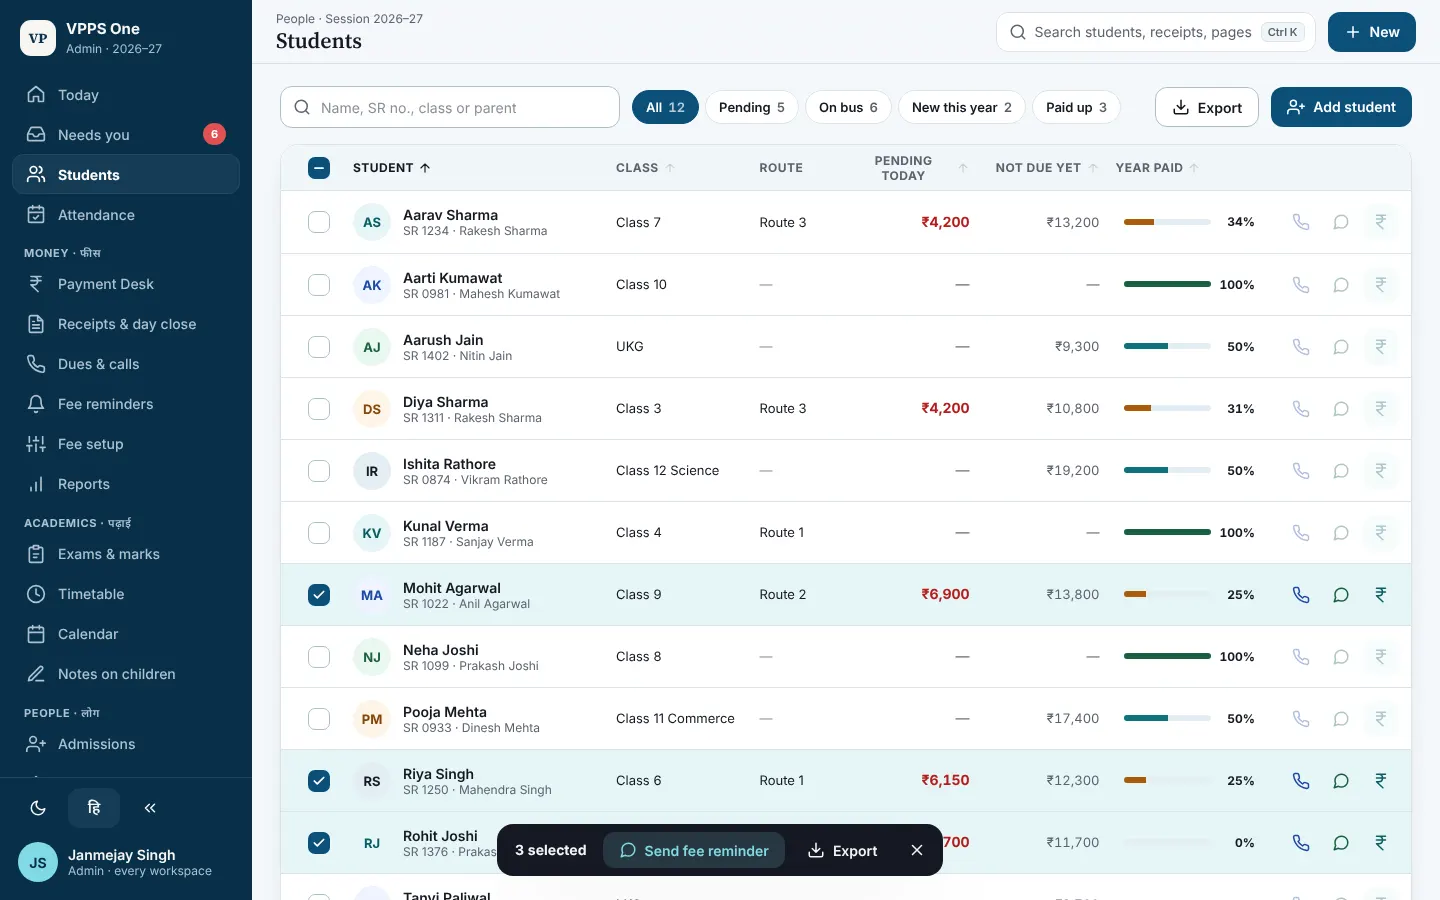 VP
VPPS One
Admin · 2026–27
Today
Needs you 6
Students
Attendance
MONEY · फीस
Payment Desk
Receipts & day close
Dues & calls
Fee reminders
Fee setup
Reports
ACADEMICS · पढ़ाई
Exams & marks
Timetable
Calendar
Notes on children
PEOPLE · लोग
Admissions
हि
JS
Janmejay Singh
Admin · every workspace
People · Session 2026–27
Students
Search students, receipts, pages Ctrl K
New
Name, SR no., class or parent
All 12
Pending 5
On bus 6
New this year 2
Paid up 3
Export
Add student
STUDENT CLASS ROUTE PENDING TODAY NOT DUE YET YEAR PAID
AS Aarav Sharma Class 7 Route 3 ₹4,200 ₹13,200 34% ₹
SR 1234 · Rakesh Sharma
AK Aarti Kumawat Class 10 — — — 100% ₹
SR 0981 · Mahesh Kumawat
AJ Aarush Jain UKG — — ₹9,300 50% ₹
SR 1402 · Nitin Jain
DS Diya Sharma Class 3 Route 3 ₹4,200 ₹10,800 31% ₹
SR 1311 · Rakesh Sharma
IR Ishita Rathore Class 12 Science — — ₹19,200 50% ₹
SR 0874 · Vikram Rathore
KV Kunal Verma Class 4 Route 1 — — 100% ₹
SR 1187 · Sanjay Verma
MA Mohit Agarwal Class 9 Route 2 ₹6,900 ₹13,800 25% ₹
SR 1022 · Anil Agarwal
NJ Neha Joshi Class 8 — — — 100% ₹
SR 1099 · Prakash Joshi
PM Pooja Mehta Class 11 Commerce — — ₹17,400 50% ₹
SR 0933 · Dinesh Mehta
RS Riya Singh Class 6 Route 1 ₹6,150 ₹12,300 25% ₹
SR 1250 · Mahendra Singh
RJ Rohit Joshi 700 ₹11,700 0% ₹
SR 1376 · Prakas
3 selected
Send fee reminder
Export
Tanvi Paliwal